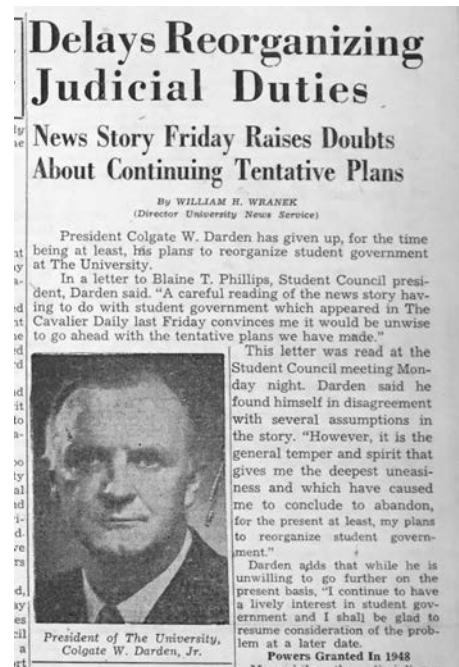 Delays Reorganizing
Judicial Duties
News Story Friday Raises Doubts
About Continuing Tentative Plans
By WILLIAM H. WRANEK
(Director University News Service)
President Colgate W. Darden has given up, for the time
being at least, his plans to reorganize student government
at The University.
In a letter to Blaine T. Phillips, Student Council presi-
dent, Darden said. "A careful reading of the news story hav-
ing to do with student government which appeared in The
Cavalier Daily last Friday convinces me it would be unwise
to go ahead with the tentative plans we have made."
This letter was read at the
Student Council meeting Mon-
day night. Darden said he
found himself in disagreement
with several assumptions in
the story. "However, it is the
general temper and spirit that
gives me the deepest uneasi-
ness and which have caused
me to conclude to abandon,
for the present at least, my plans
to reorganize student govern-
ment."
Darden adds that while he is
unwilling to go further on the
present basis, "I continue to have
a lively interest in student gov-
ernment and I shall be glad to
resume consideration of the prob-
lem at a later date.
Powers Granted In 1948
President of The University,
Colgate W. Darden, Jr.